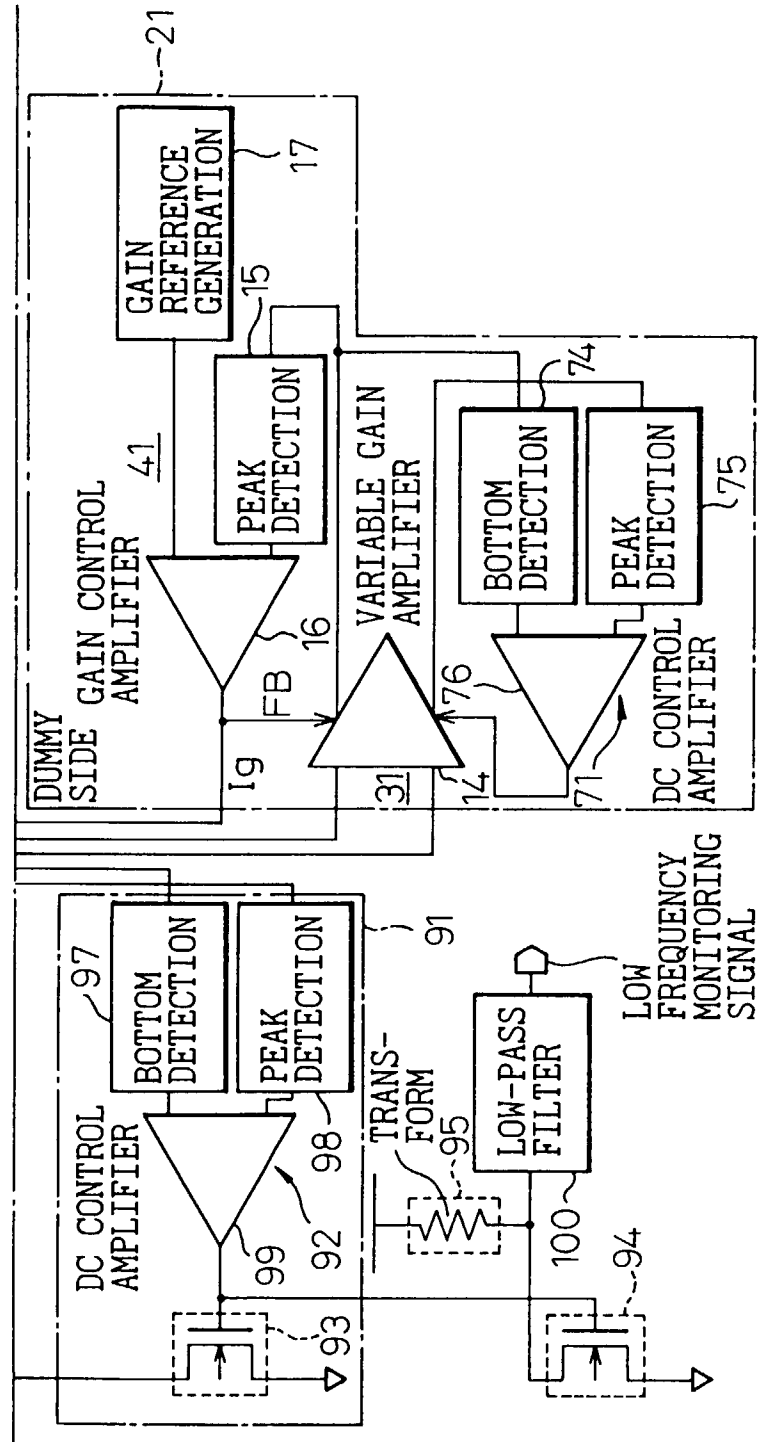 21
DUMMY
SIDE
GAIN CONTROL
AMPLIFIER
41
GAIN
REFERENCE
GENERATION
17
16
PEAK
DETECTION
15
Ig
FB
VARIABLE GAIN
AMPLIFIER
31
14
76
BOTTOM
DETECTION
74
PEAK
DETECTION
75
71
DC CONTROL
AMPLIFIER
DC CONTROL
AMPLIFIER
97
BOTTOM
DETECTION
PEAK
DETECTION
91
98
99
92
93
TRANS-
FORM
95
LOW-PASS
FILTER
100
LOW
FREQUENCY
MONITORING
SIGNAL
94